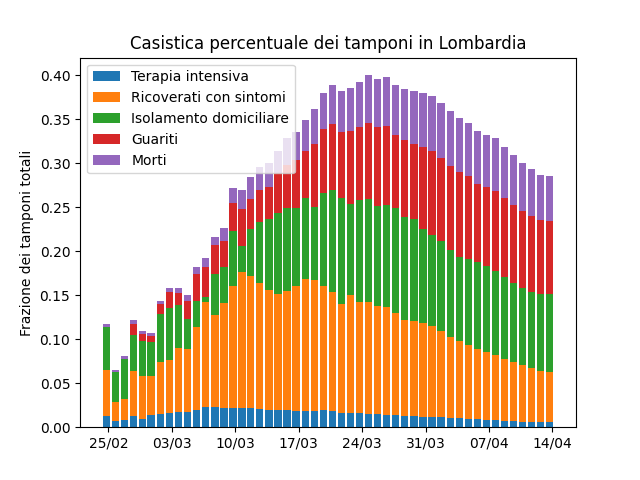 Casistica percentuale dei tamponi in Lombardia
Frazione dei tamponi totali
0.40
0.35
0.30
0.25
0.20
0.15
0.10
0.05
0.00
Terapia intensiva
Ricoverati con sintomi
Isolamento domiciliare
Guariti
Morti
25/02 03/03 10/03 17/03 24/03 31/03 07/04 14/04